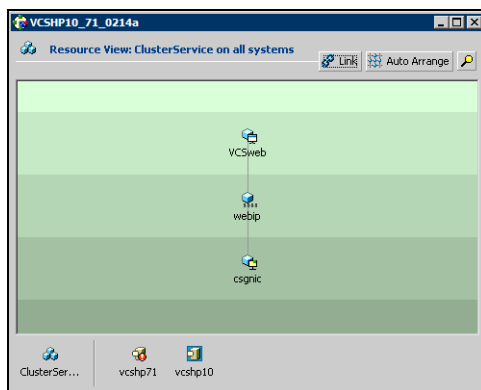 VCSHP10_71_0214a
Resource View: ClusterService on all systems
Link Auto Arrange
VCSweb
webip
csgnic
ClusterSer... vcshp71 vcshp10